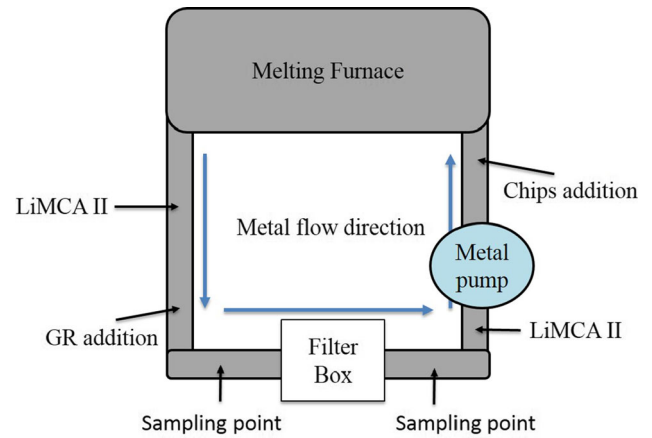 Melting Furnace
Chips addition
LiMCA II
Metal flow direction
Metal
pump
GR addition
LiMCA II
Filter
Box
Sampling point
Sampling point